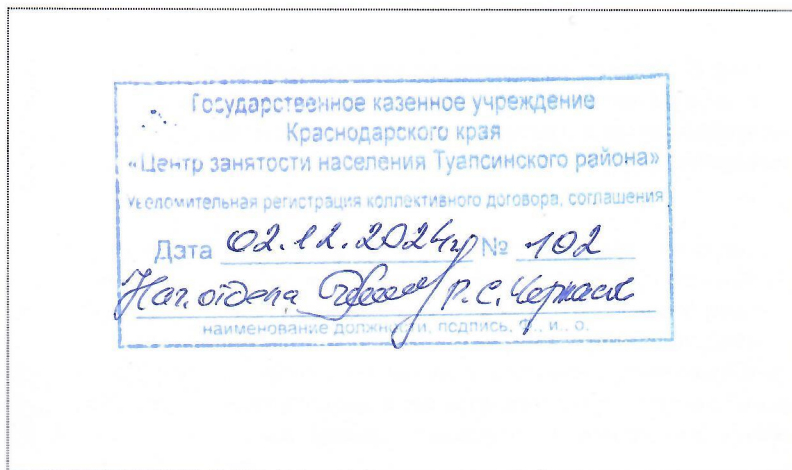 Государственное казенное учреждение
Краснодарского края
«Центр занятости населения Туапсинского района»
Уведомительная регистрация коллективного договора, соглашения
Дата 02.12.2024г № 102
Нач. отдела Р.С.
наименование должности, подпись, ф., и., о.